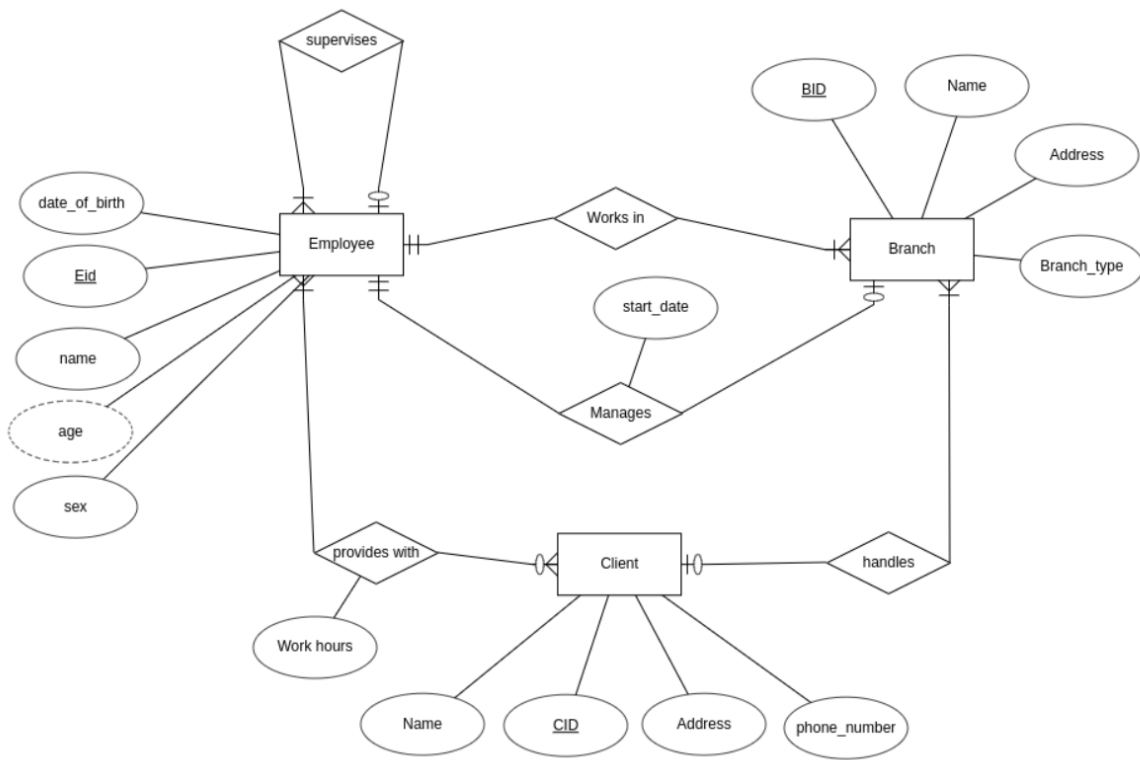 supervises
BID
Name
Address
date_of_birth
Works in
Employee
Branch
Eid
Branch_type
start_date
name
Manages
age
sex
provides with
Client
handles
Work hours
Name
CID
Address
phone_number